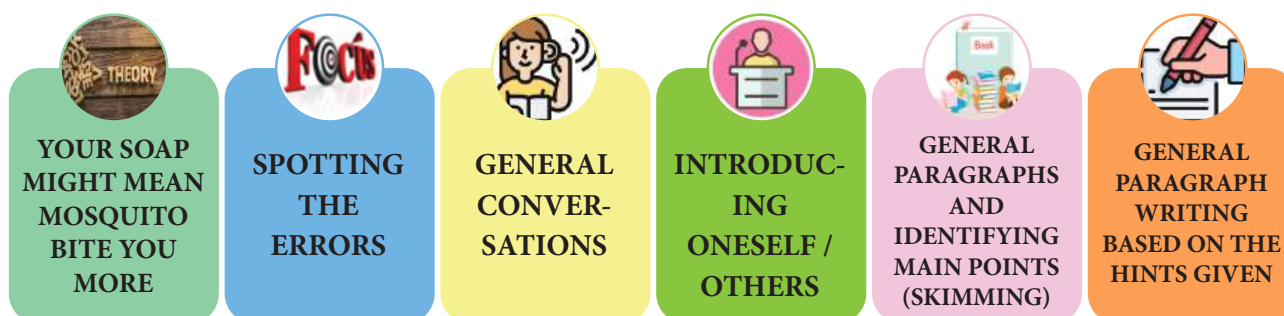 THEORY
YOUR SOAP
MIGHT MEAN
MOSQUITO
BITE YOU
MORE
Focus
SPOTTING
THE
ERRORS
GENERAL
CONVER-
SATIONS
INTRODUC-
ING
ONESELF /
OTHERS
Book
GENERAL
PARAGRAPHS
AND
IDENTIFYING
MAIN POINTS
(SKIMMING)
GENERAL
PARAGRAPH
WRITING
BASED ON THE
HINTS GIVEN